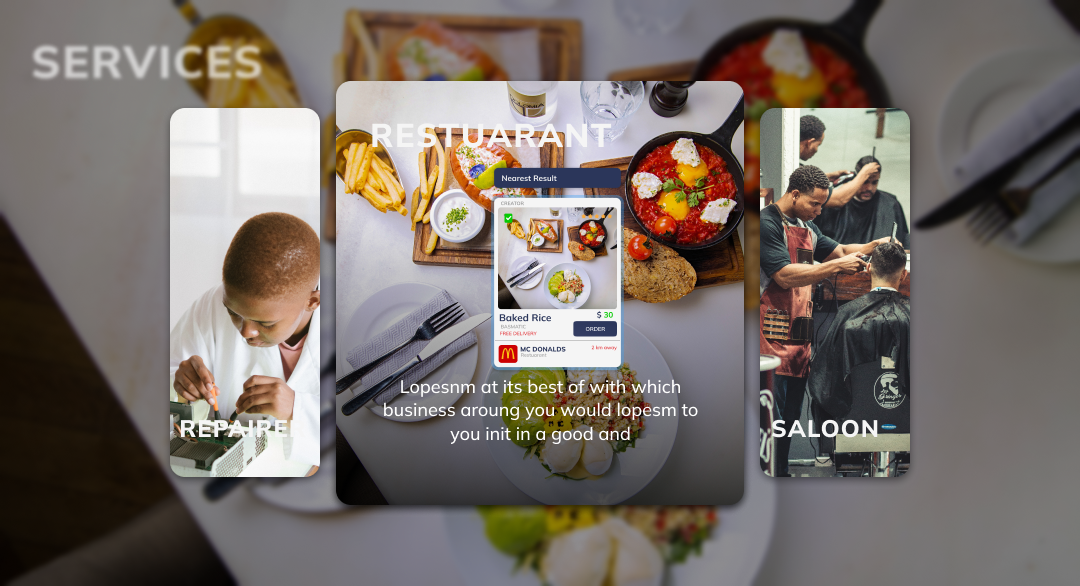 SERVICES
RESTUARANT
Nearest Result
CREATOR
Baked Rice
$ 30
BASMATIC
FREE DELIVERY
ORDER
MC DONALDS
Restuarant
2 km away
Lopesnm at its best of with which
business aroung you would lopesm to
you init in a good and
REPAIRE
SALOON